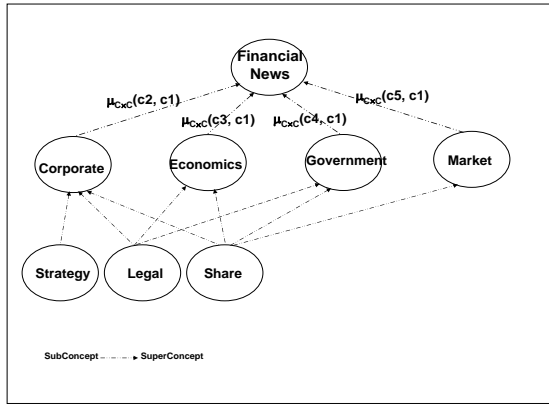 Financial
News
μCxC(c2, c1)
μCxC(c5, c1)
μCxC(c3, c1)
μCxC(c4, c1)
Corporate
Economics
Government
Market
Strategy
Legal
Share
SubConcept
SuperConcept